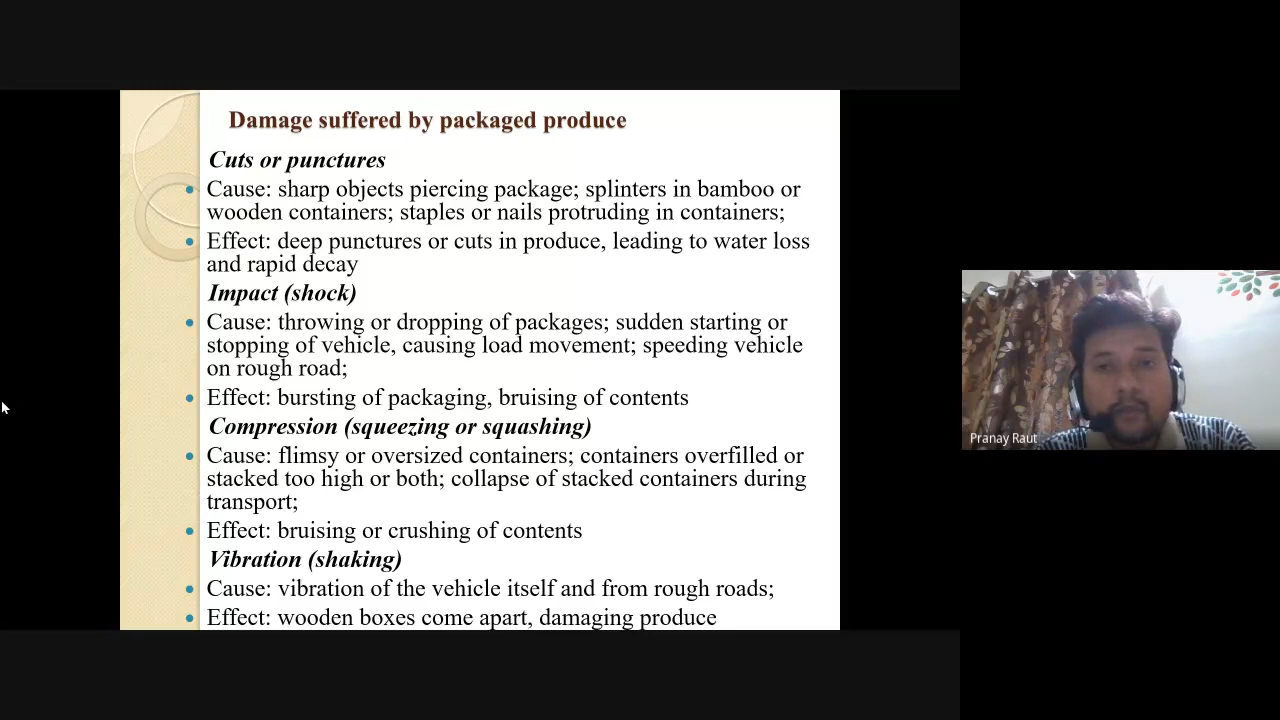 Damage suffered by packaged produce
Cuts or punctures
Cause: sharp objects piercing package; splinters in bamboo or
wooden containers; staples or nails protruding in containers;
Effect: deep punctures or cuts in produce, leading to water loss
and rapid decay
Impact (shock)
Cause: throwing or dropping of packages; sudden starting or
stopping of vehicle, causing load movement; speeding vehicle
on rough road;
Effect: bursting of packaging, bruising of contents
Compression (squeezing or squashing)
Cause: flimsy or oversized containers; containers overfilled or
stacked too high or both; collapse of stacked containers during
transport;
Effect: bruising or crushing of contents
Vibration (shaking)
Cause: vibration of the vehicle itself and from rough roads;
Effect: wooden boxes come apart, damaging produce
Pranay Raut